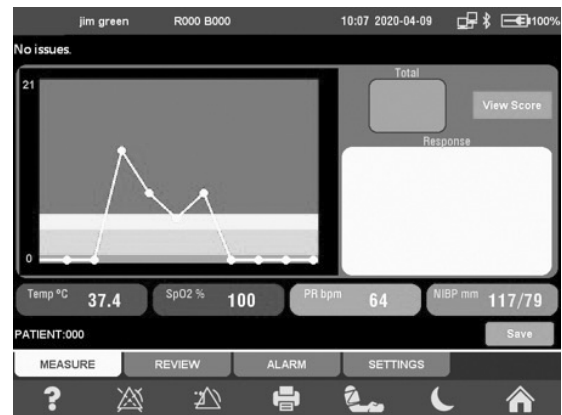 jim green R000 B000 10:07 2020-04-09 100%
No issues.
21
0
Total
View Score
Response
Temp ºC 37.4 SpO2 % 100 PR bpm 64 NIBP mm 117/79
PATIENT:000 Save
MEASURE REVIEW ALARM SETTINGS
?